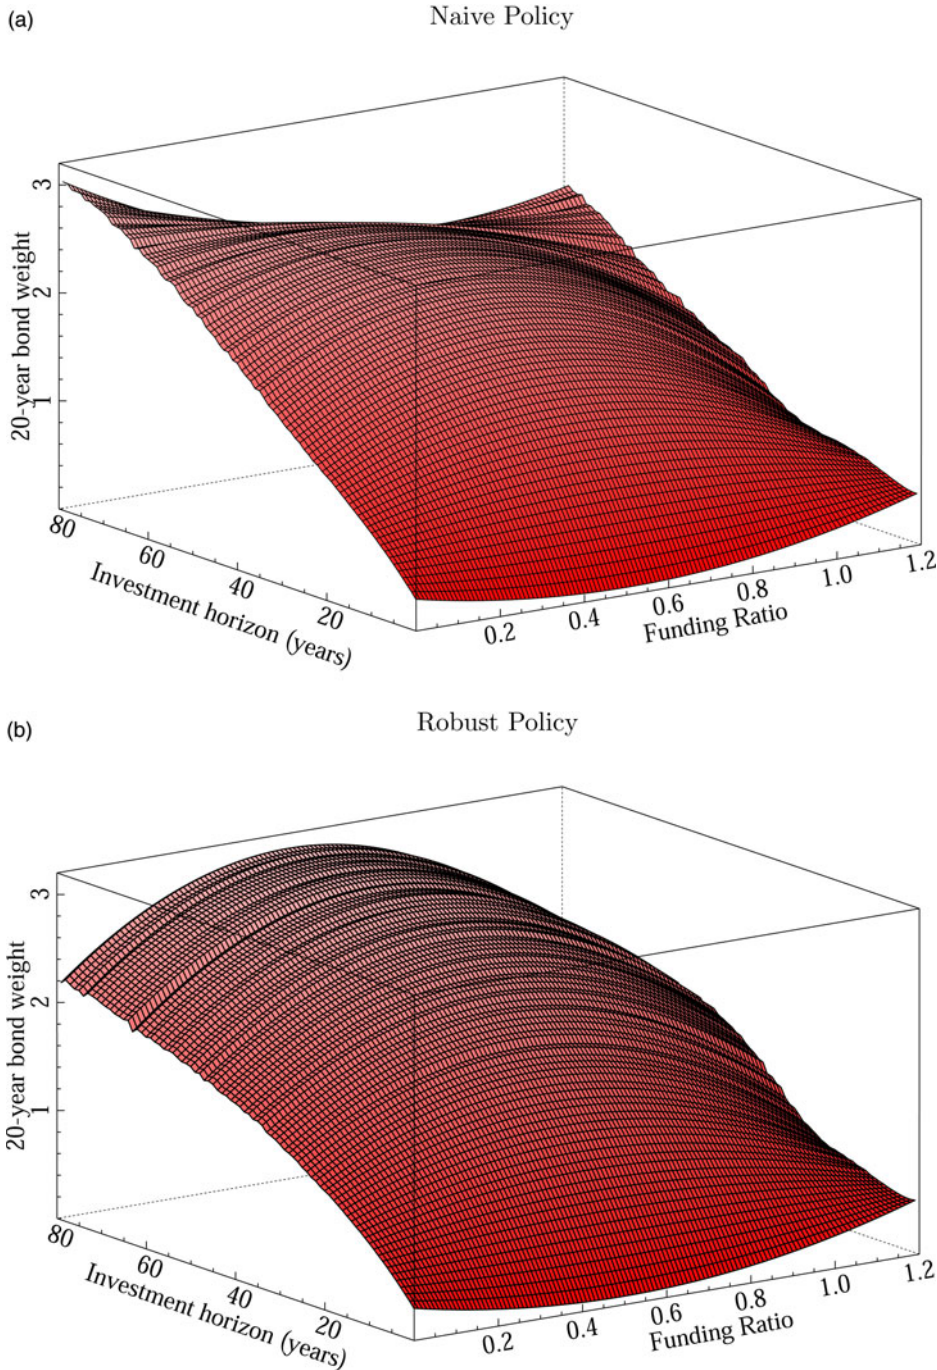 (a)
Naive Policy
3
2
1
20-year bond weight
80
60
40
20
Investment horizon (years)
0.2
0.4
0.6
0.8
1.0
1.2
Funding Ratio
(b)
Robust Policy
3
2
1
20-year bond weight
80
60
40
20
Investment horizon (years)
0.2
0.4
0.6
0.8
1.0
1.2
Funding Ratio